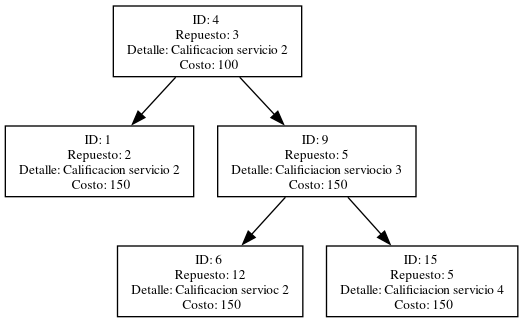 ID: 4
Repuesto: 3
Detalle: Calificacion servicio 2
Costo: 100
ID: 1
Repuesto: 2
Detalle: Calificacion servicio 2
Costo: 150
ID: 9
Repuesto: 5
Detalle: Calificiacion serviocio 3
Costo: 150
ID: 6
Repuesto: 12
Detalle: Calificacion servioc 2
Costo: 150
ID: 15
Repuesto: 5
Detalle: Calificiacion servicio 4
Costo: 150